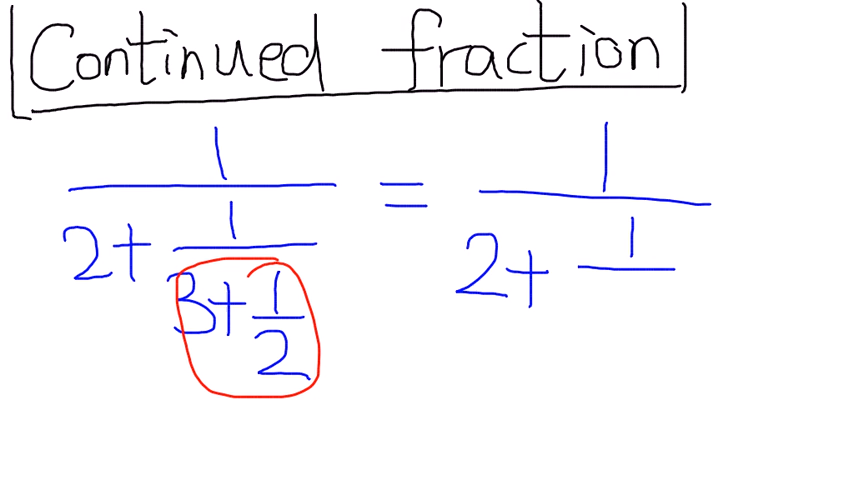 Continued fraction
1 = 1
2+ 1 2+ 1
3+ 1
2